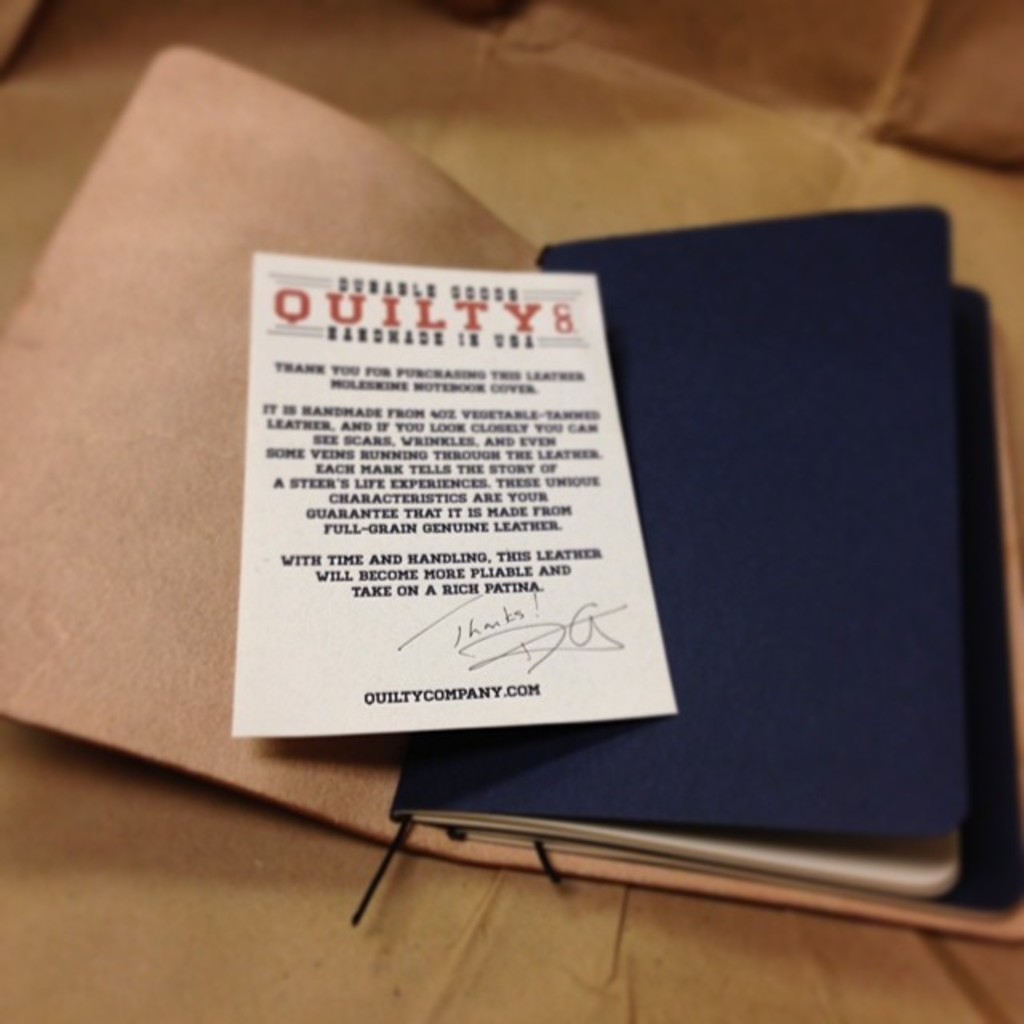 DURABLE GOODS
QUILTY Co.
HANDMADE IN USA
THANK YOU FOR PURCHASING THIS LEATHER
MOLESKINE NOTEBOOK COVER.
IT IS HANDMADE FROM 4OZ VEGETABLE-TANNED
LEATHER, AND IF YOU LOOK CLOSELY YOU CAN
SEE SCARS, WRINKLES, AND EVEN
SOME VEINS RUNNING THROUGH THE LEATHER.
EACH MARK TELLS THE STORY OF
A STEER'S LIFE EXPERIENCES. THESE UNIQUE
CHARACTERISTICS ARE YOUR
GUARANTEE THAT IT IS MADE FROM
FULL-GRAIN GENUINE LEATHER.
WITH TIME AND HANDLING, THIS LEATHER
WILL BECOME MORE PLIABLE AND
TAKE ON A RICH PATINA.
Thanks!
QUILTYCOMPANY.COM